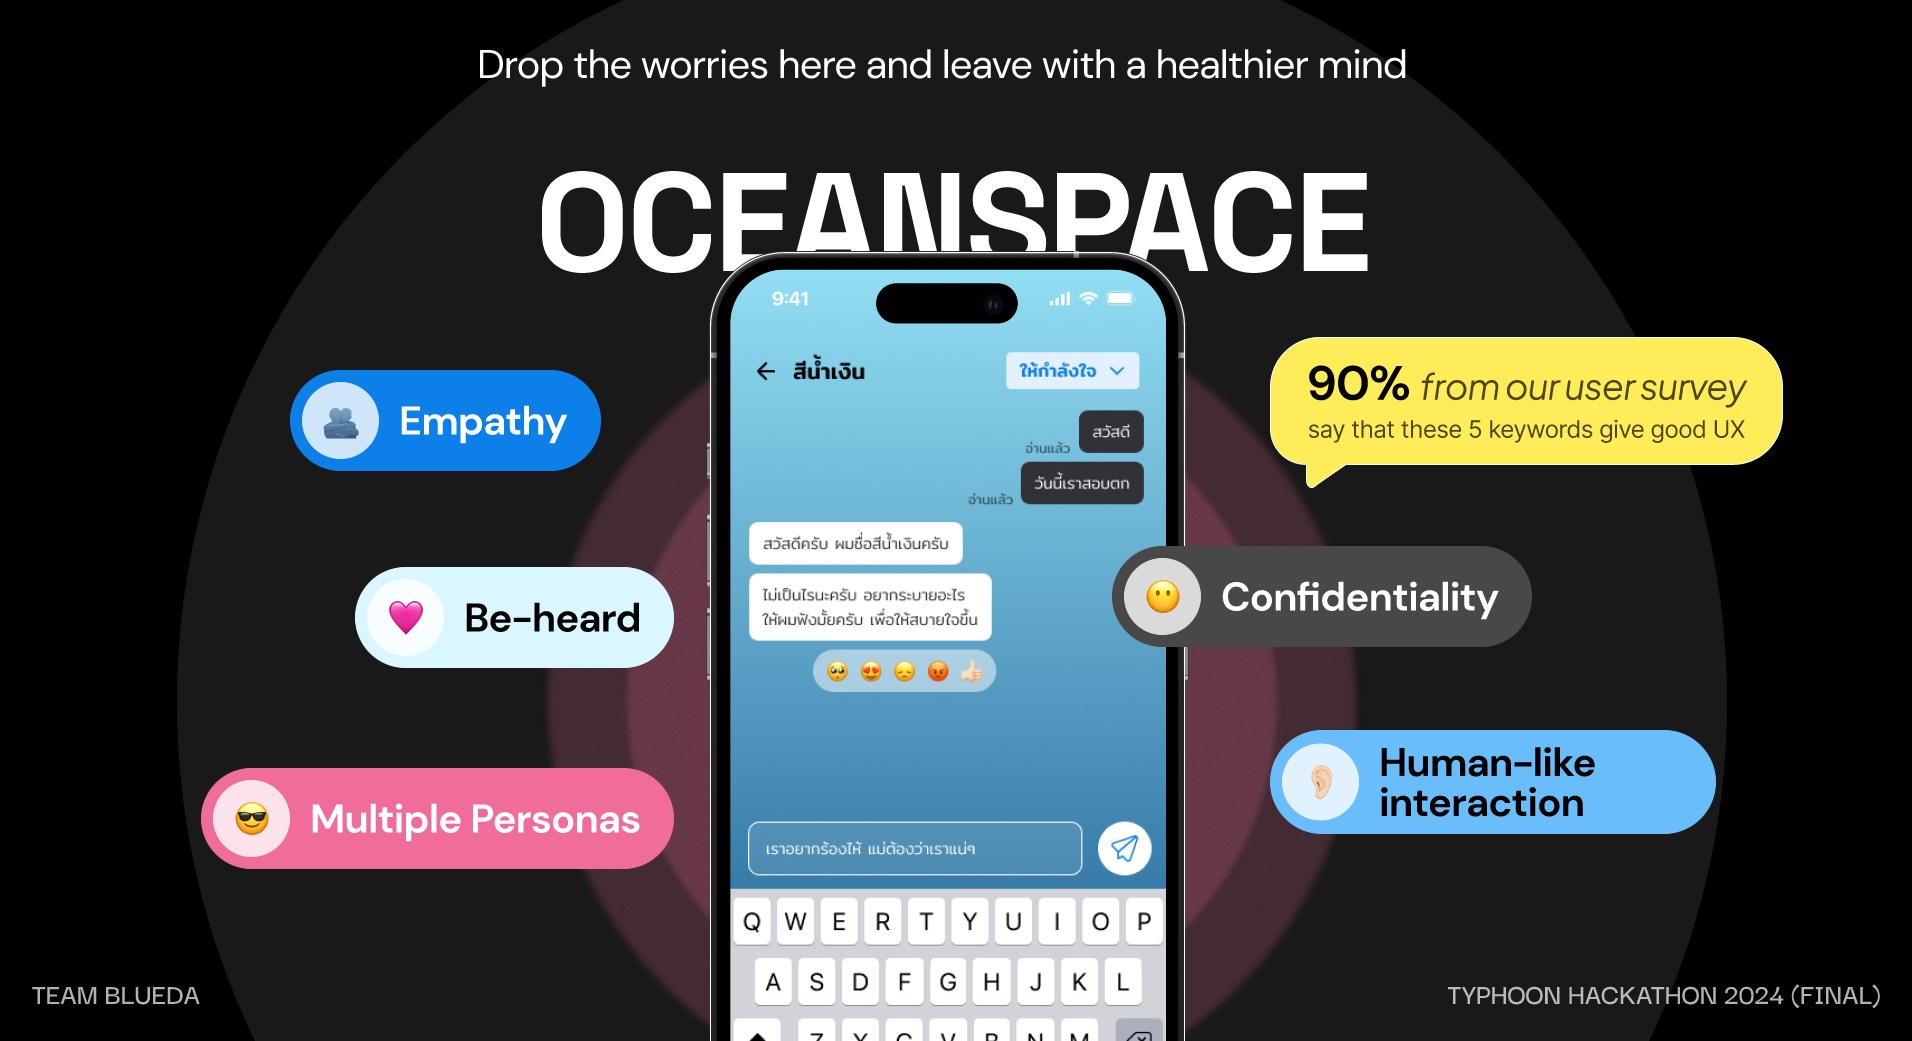 Drop the worries here and leave with a healthier mind
OCEANSPACE
9:41
สีน้ำเงิน
ให้กำลังใจ
สวัสดี
อ่านแล้ว
วันนี้เราสอบตก
อ่านแล้ว
สวัสดีครับ ผมชื่อสีน้ำเงินครับ
ไม่เป็นไรนะครับ อยากระบายอะไร
ให้ผมฟังมั้ยครับ เพื่อให้สบายใจขึ้น
เราอยากร้องไห้ แม่ต้องว่าเราแน่ๆ
Q W E R T Y U I O P
A S D F G H J K L
Z X C V B N M
Empathy
Be-heard
Multiple Personas
90% from our user survey
say that these 5 keywords give good UX
Confidentiality
Human-like
interaction
TEAM BLUEDA
TYPHOON HACKATHON 2024 (FINAL)